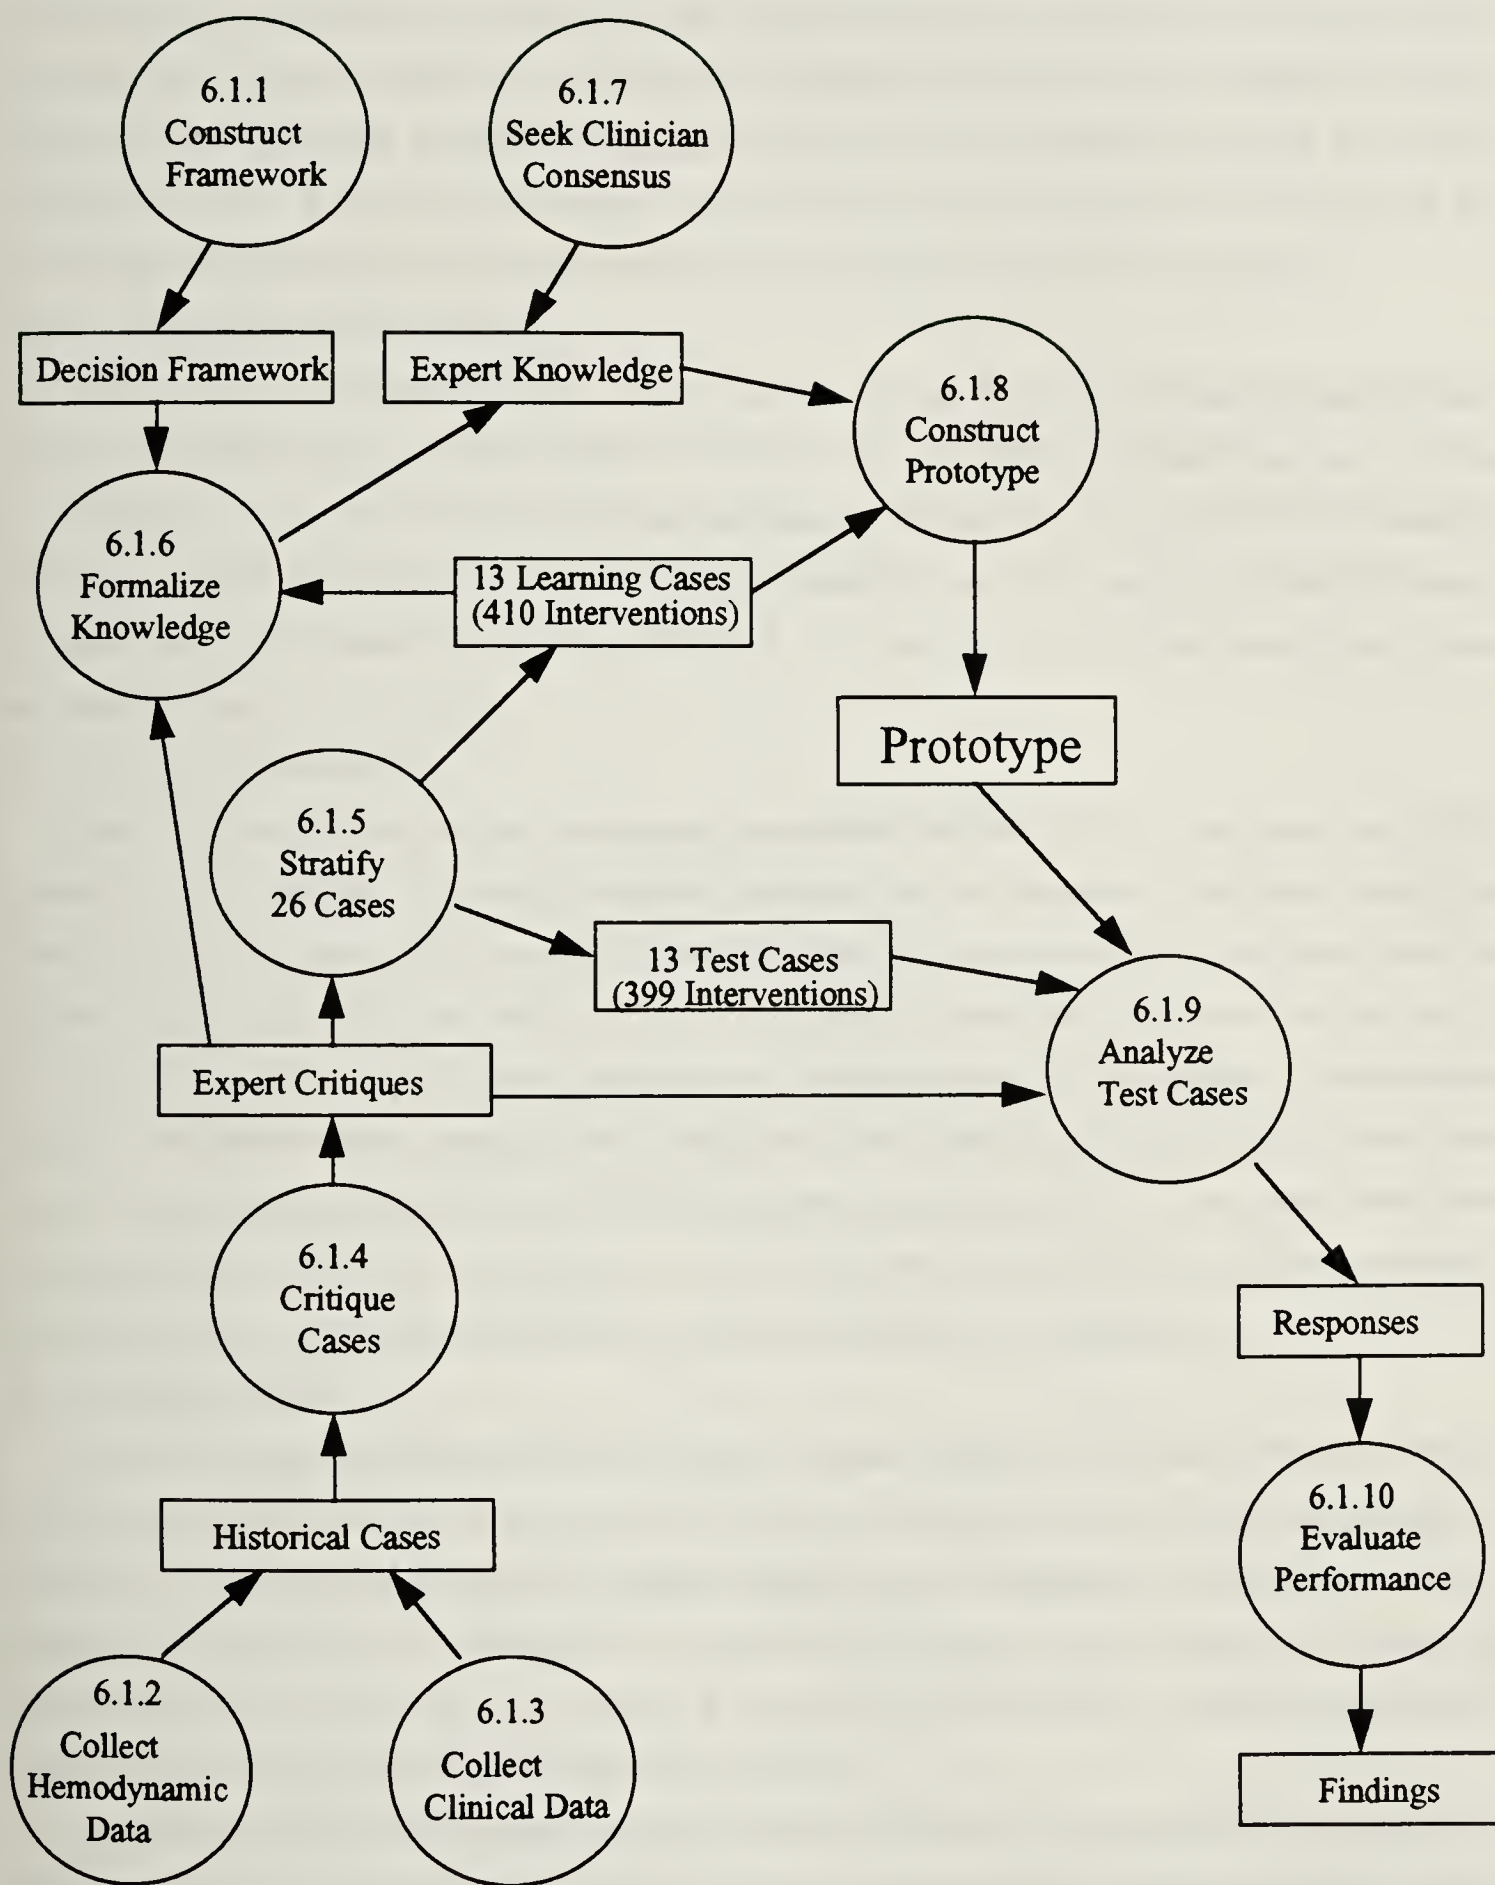 6.1.1
Construct
Framework
6.1.7
Seek Clinician
Consensus
Decision Framework
Expert Knowledge
6.1.8
Construct
Prototype
6.1.6
Formalize
Knowledge
13 Learning Cases
(410 Interventions)
Prototype
6.1.5
Stratify
26 Cases
13 Test Cases
(399 Interventions)
6.1.9
Analyze
Test Cases
Expert Critiques
6.1.4
Critique
Cases
Responses
Historical Cases
6.1.10
Evaluate
Performance
6.1.2
Collect
Hemodynamic
Data
6.1.3
Collect
Clinical Data
Findings